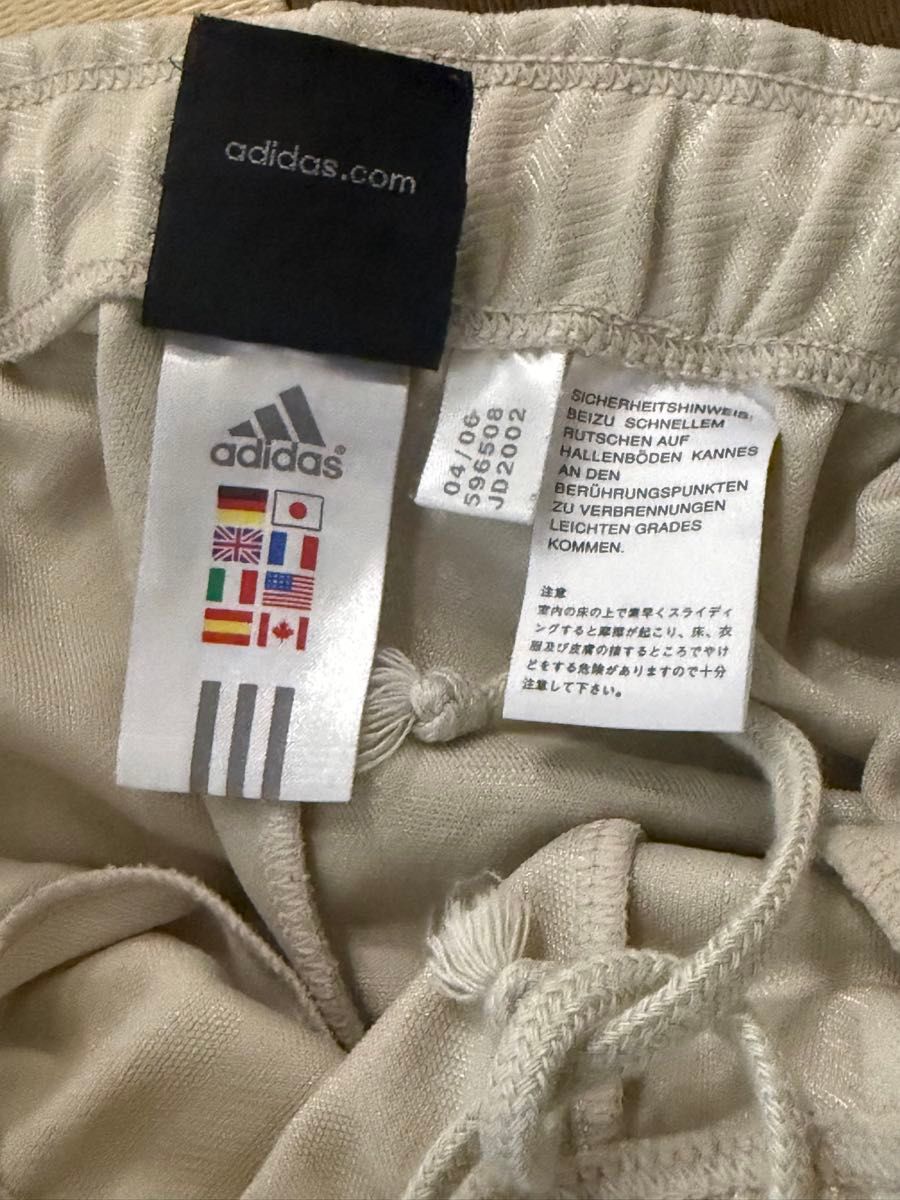 adidas.com
adidas®
04/06
596508
JD2002
SICHERHEITSHINWEIS:
BEIZU SCHNELLEM
RUTSCHEN AUF
HALLENBÖDEN KANNES
AN DEN
BERÜHRUNGSPUNKTEN
ZU VERBRENNUNGEN
LEICHTEN GRADES
KOMMEN.
注意
室内の床の上で素早くスライディ
ングすると摩擦が起こり、床、衣
服及び皮膚の接するところでやけ
どをする危険がありますので十分
注意して下さい。